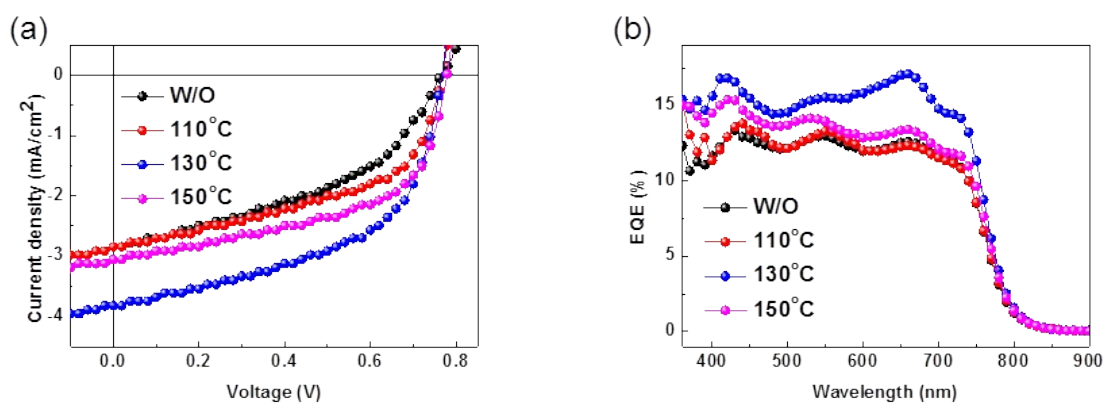 (a)
Current density (mA/cm²)
0
-1
-2
-3
-4
W/O
110°C
130°C
150°C
0.0
0.2
0.4
0.6
0.8
Voltage (V)
(b)
EQE (%)
15
10
5
0
W/O
110°C
130°C
150°C
400
500
600
700
800
900
Wavelength (nm)